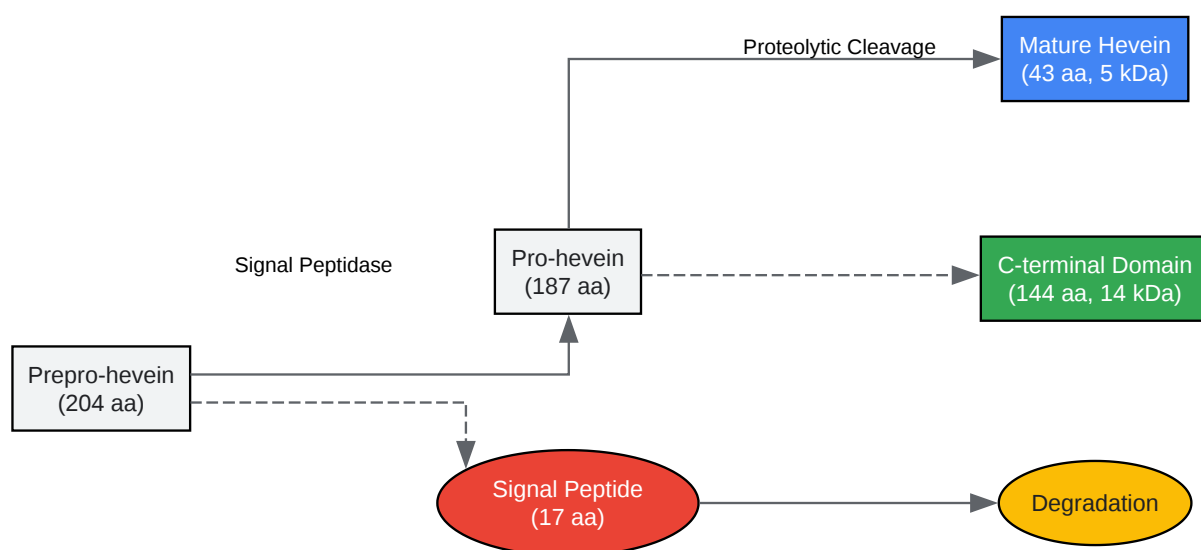 Proteolytic Cleavage
Mature Hevein
(43 aa, 5 kDa)
Signal Peptidase
Pro-hevein
(187 aa)
C-terminal Domain
(144 aa, 14 kDa)
Prepro-hevein
(204 aa)
Signal Peptide
(17 aa)
Degradation